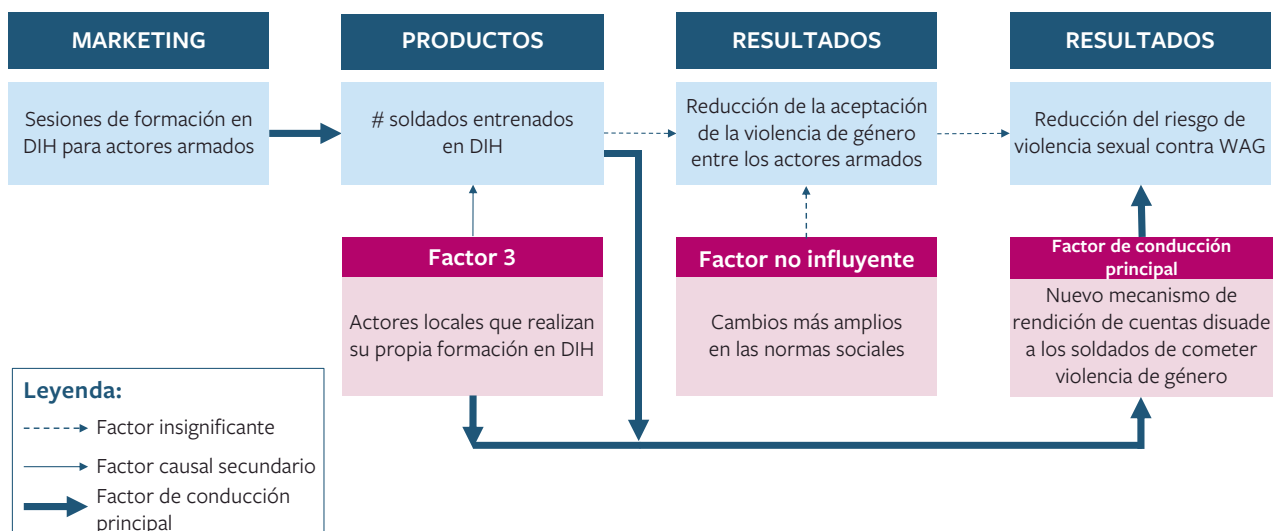 MARKETING
PRODUCTOS
RESULTADOS
RESULTADOS
Sesiones de formación en
DIH para actores armados
# soldados entrenados
en DIH
Reducción de la aceptación
de la violencia de género
entre los actores armados
Reducción del riesgo de
violencia sexual contra WAG
Factor 3
Actores locales que realizan
su propia formación en DIH
Factor no influyente
Cambios más amplios
en las normas sociales
Factor de conducción
principal
Nuevo mecanismo de
rendición de cuentas disuade
a los soldados de cometer
violencia de género
Leyenda:
Factor insignificante
Factor causal secundario
Factor de conducción
principal